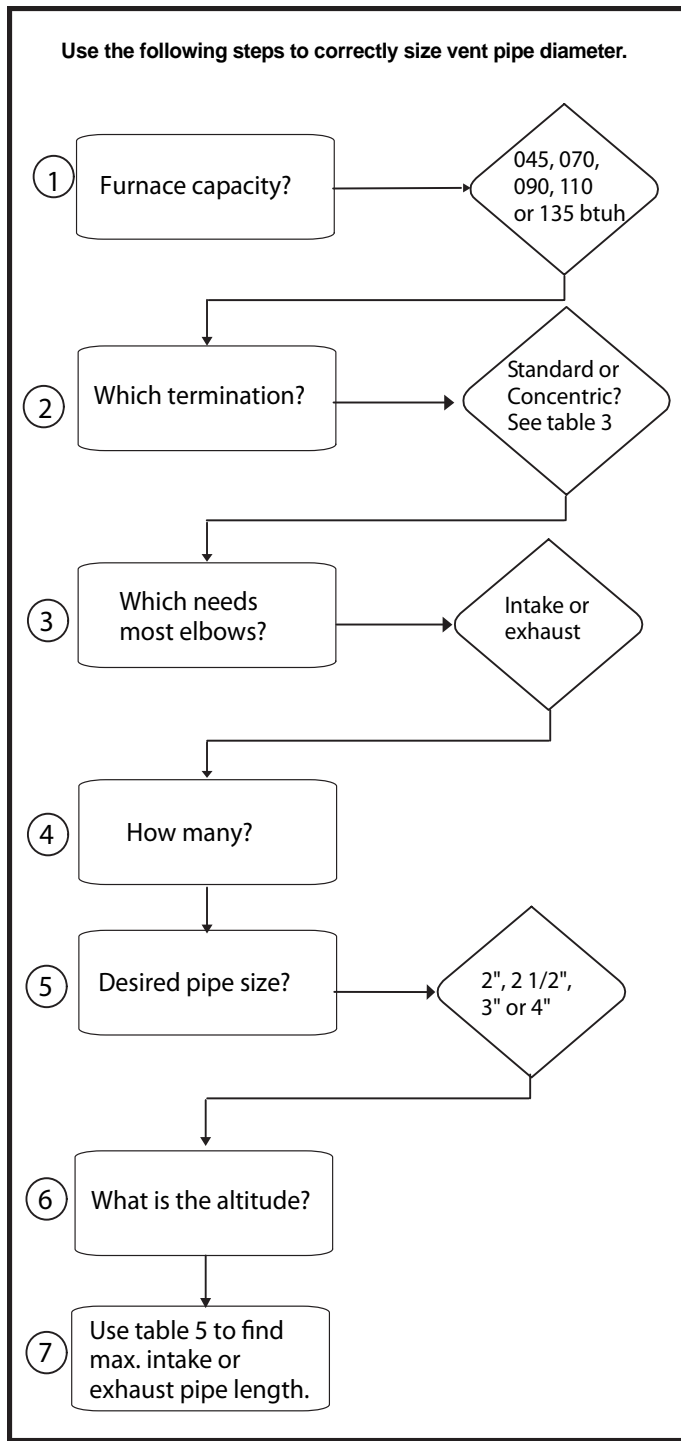 Use the following steps to correctly size vent pipe diameter.
1
Furnace capacity?
045, 070,
090, 110
or 135 btuh
2
Which termination?
Standard or
Concentric?
See table 3
3
Which needs
most elbows?
Intake or
exhaust
4
How many?
5
Desired pipe size?
2", 2 1/2",
3" or 4"
6
What is the altitude?
7
Use table 5 to find
max. intake or
exhaust pipe length.